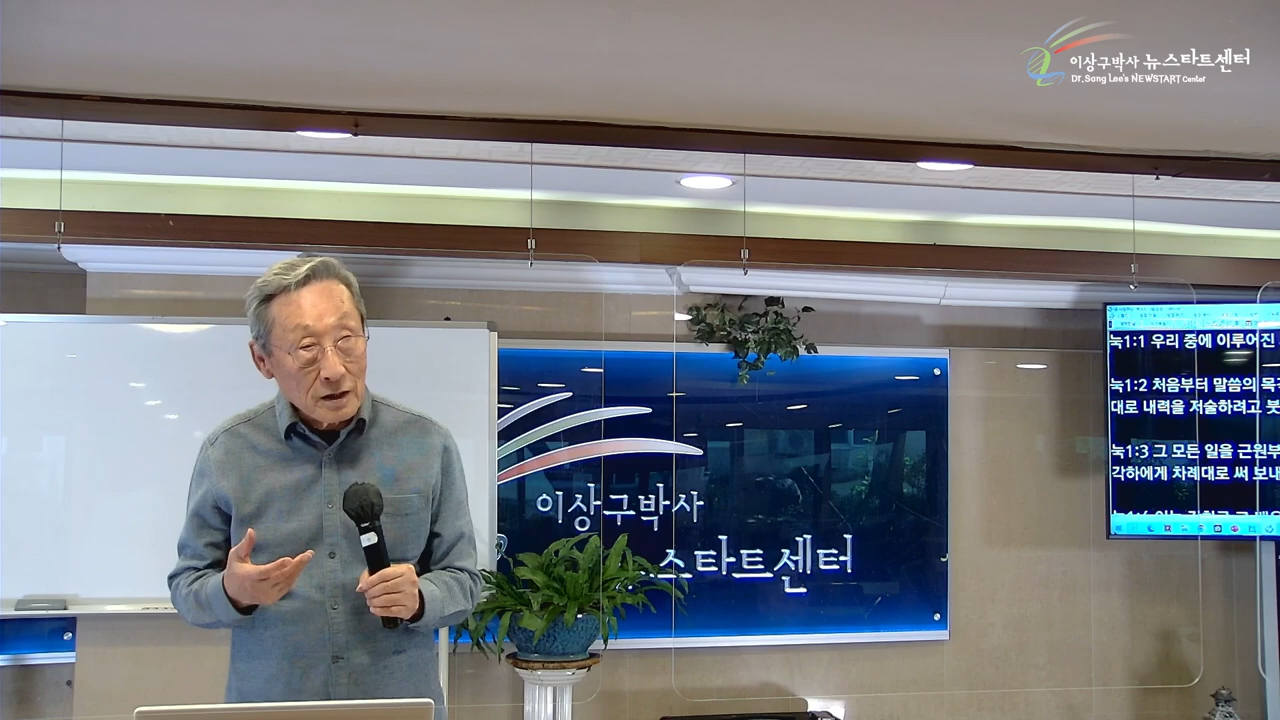 이상구박사 뉴스타트센터
Dr. Sang Lee's NEWSTART Center
눅1:1 우리 중에 이루어진
눅1:2 처음부터 말씀의 목
대로 내력을 저술하려고 붓
눅1:3 그 모든 일을 근원부
각하에게 차례대로 써 보내
이상구박사
스타트센터